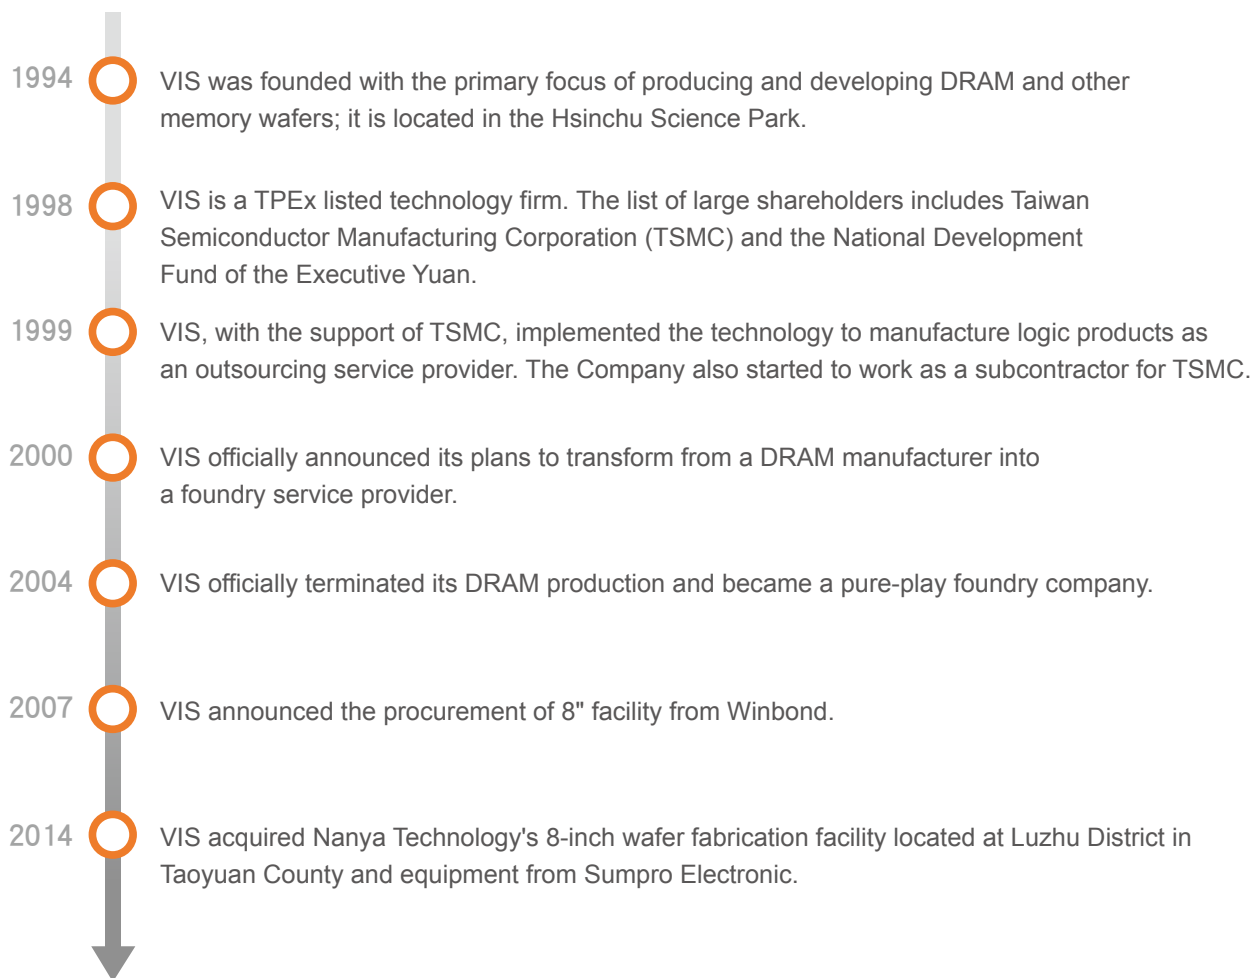 1994
VIS was founded with the primary focus of producing and developing DRAM and other
memory wafers; it is located in the Hsinchu Science Park.
1998
VIS is a TPEx listed technology firm. The list of large shareholders includes Taiwan
Semiconductor Manufacturing Corporation (TSMC) and the National Development
Fund of the Executive Yuan.
1999
VIS, with the support of TSMC, implemented the technology to manufacture logic products as
an outsourcing service provider. The Company also started to work as a subcontractor for TSMC.
2000
VIS officially announced its plans to transform from a DRAM manufacturer into
a foundry service provider.
2004
VIS officially terminated its DRAM production and became a pure-play foundry company.
2007
VIS announced the procurement of 8" facility from Winbond.
2014
VIS acquired Nanya Technology's 8-inch wafer fabrication facility located at Luzhu District in
Taoyuan County and equipment from Sumpro Electronic.